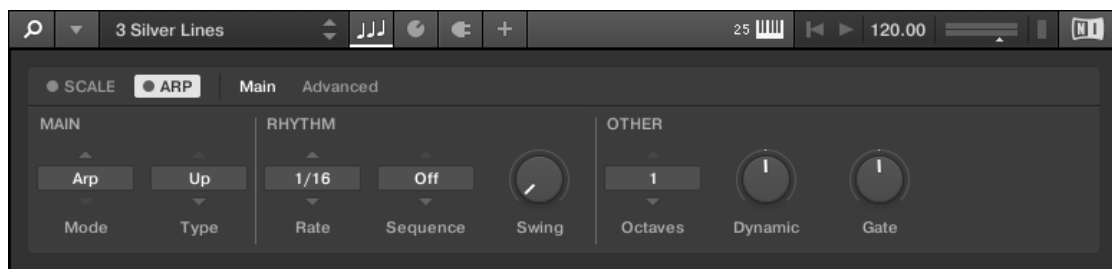 3 Silver Lines 25 120.00 NI
SCALE ARP Main Advanced
MAIN RHYTHM OTHER
Arp Up 1/16 Off 1
Mode Type Rate Sequence Swing Octaves Dynamic Gate